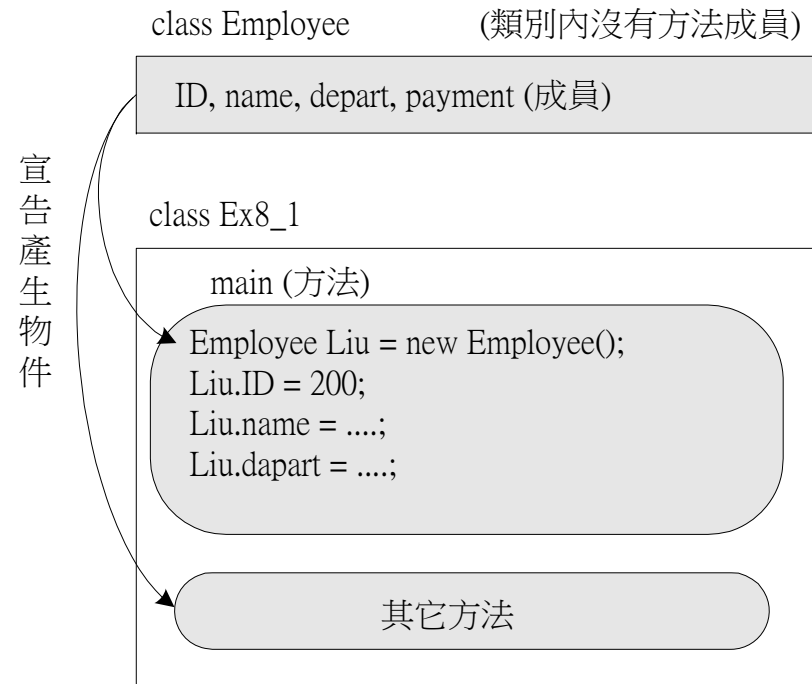 class Employee (類別內沒有方法成員)
ID, name, depart, payment (成員)
宣告產生物件
class Ex8_1
main (方法)
Employee Liu = new Employee();
Liu.ID = 200;
Liu.name = ....;
Liu.dapart = ....;
其它方法